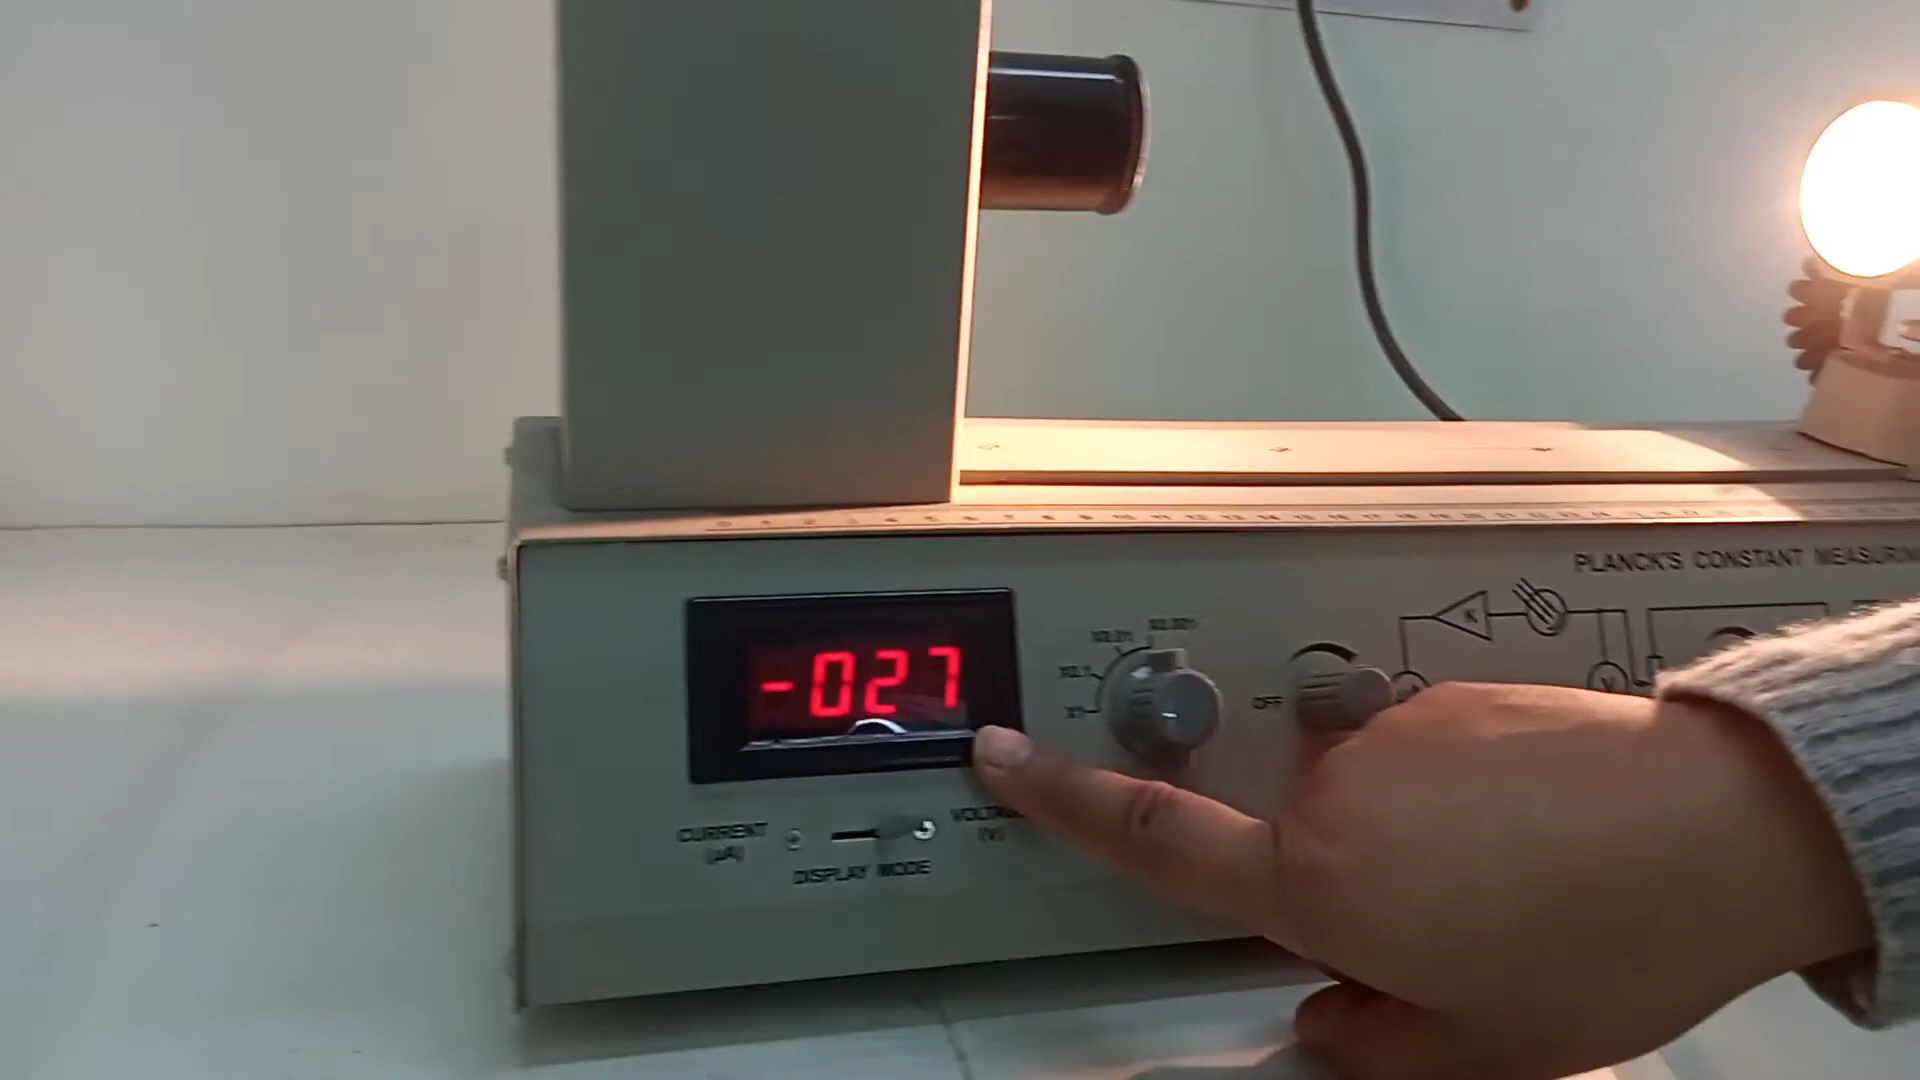 PLANCK'S CONSTANT MEASURIN
X0.01 X0.001
X0.1
X1
OFF
K
V
-027
CURRENT
(μA)
VOLTAGE
(V)
DISPLAY MODE